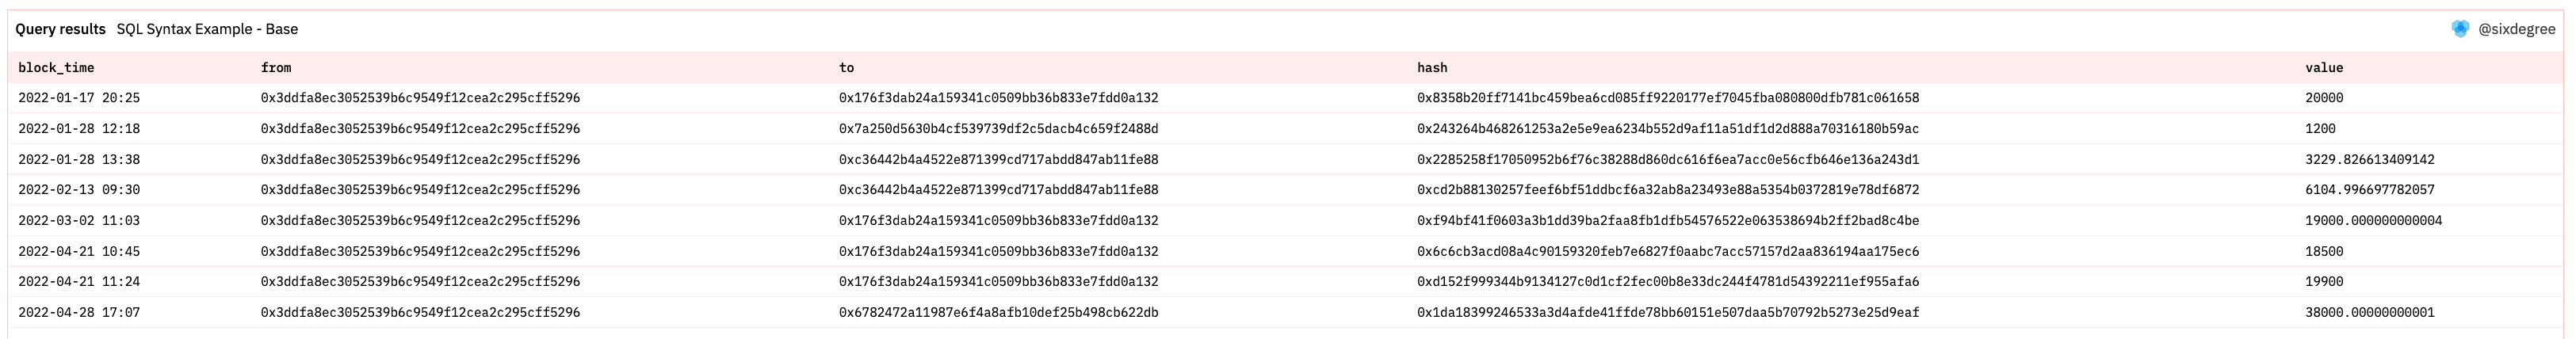 Query results SQL Syntax Example - Base @sixdegree
block_time from to hash value
2022-01-17 20:25 0x3ddfa8ec3052539b6c9549f12cea2c295cff5296 0x176f3dab24a159341c0509bb36b833e7fdd0a132 0x8358b20ff7141bc459bea6cd085ff9220177ef7045fba080800dfb781c061658 20000
2022-01-28 12:18 0x3ddfa8ec3052539b6c9549f12cea2c295cff5296 0x7a250d5630b4cf539739df2c5dacb4c659f2488d 0x243264b468261253a2e5e9ea6234b552d9af11a51df1d2d888a70316180b59ac 1200
2022-01-28 13:38 0x3ddfa8ec3052539b6c9549f12cea2c295cff5296 0xc36442b4a4522e871399cd717abdd847ab11fe88 0x2285258f17050952b6f76c38288d860dc616f6ea7acc0e56cfb646e136a243d1 3229.826613409142
2022-02-13 09:30 0x3ddfa8ec3052539b6c9549f12cea2c295cff5296 0xc36442b4a4522e871399cd717abdd847ab11fe88 0xcd2b88130257feef6bf51ddbcf6a32ab8a23493e88a5354b0372819e78df6872 6104.996697782057
2022-03-02 11:03 0x3ddfa8ec3052539b6c9549f12cea2c295cff5296 0x176f3dab24a159341c0509bb36b833e7fdd0a132 0xf94bf41f0603a3b1dd39ba2faa8fb1dfb54576522e063538694b2ff2bad8c4be 19000.000000000004
2022-04-21 10:45 0x3ddfa8ec3052539b6c9549f12cea2c295cff5296 0x176f3dab24a159341c0509bb36b833e7fdd0a132 0x6c6cb3acd08a4c90159320feb7e6827f0aabc7acc57157d2aa836194aa175ec6 18500
2022-04-21 11:24 0x3ddfa8ec3052539b6c9549f12cea2c295cff5296 0x176f3dab24a159341c0509bb36b833e7fdd0a132 0xd152f999344b9134127c0d1cf2fec00b8e33dc244f4781d54392211ef955afa6 19900
2022-04-28 17:07 0x3ddfa8ec3052539b6c9549f12cea2c295cff5296 0x6782472a11987e6f4a8afb10def25b498cb622db 0x1da18399246533a3d4afde41ffde78bb60151e507daa5b70792b5273e25d9eaf 38000.00000000001